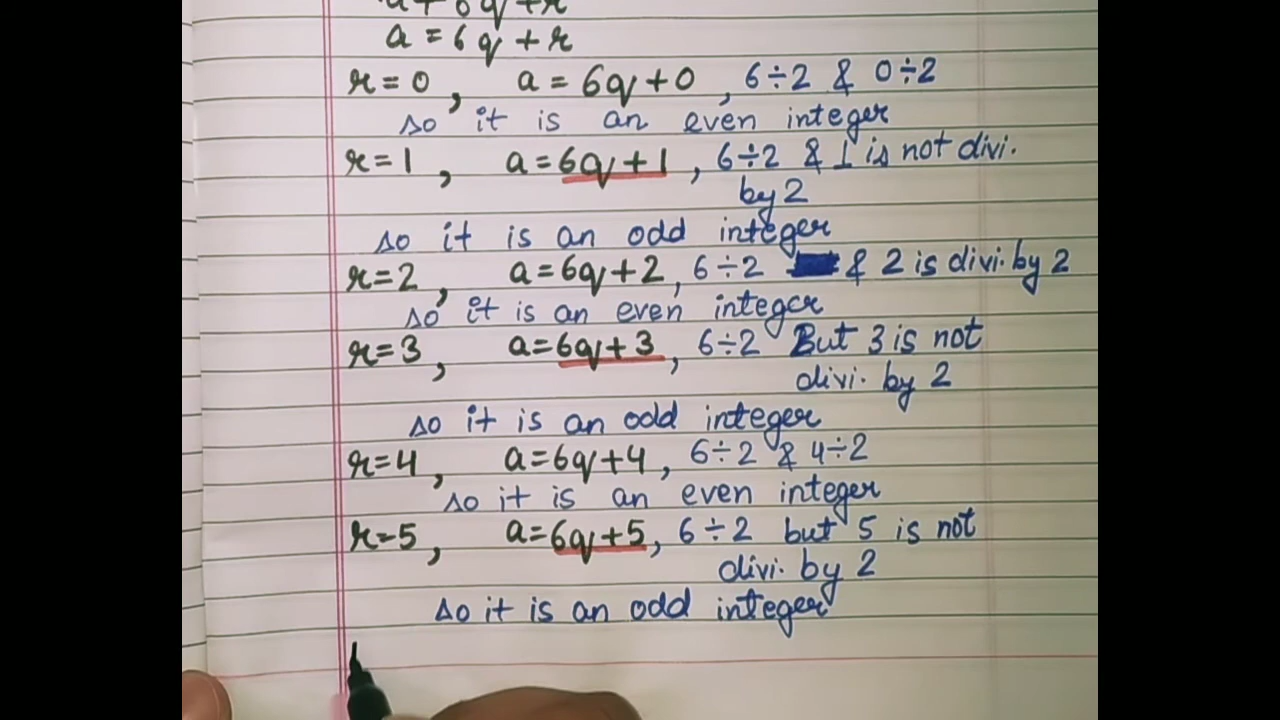 a + 6q + r
a = 6q + r
r = 0, a = 6q + 0, 6÷2 & 0÷2
so it is an even integer
r = 1, a = 6q + 1, 6÷2 & 1 is not divi.
by 2
so it is an odd integer
r = 2, a = 6q + 2, 6÷2 & 2 is divi. by 2
so it is an even integer
r = 3, a = 6q + 3, 6÷2 But 3 is not
divi. by 2
so it is an odd integer
r = 4, a = 6q + 4, 6÷2 & 4÷2
so it is an even integer
r = 5, a = 6q + 5, 6÷2 but 5 is not
divi. by 2
so it is an odd integer